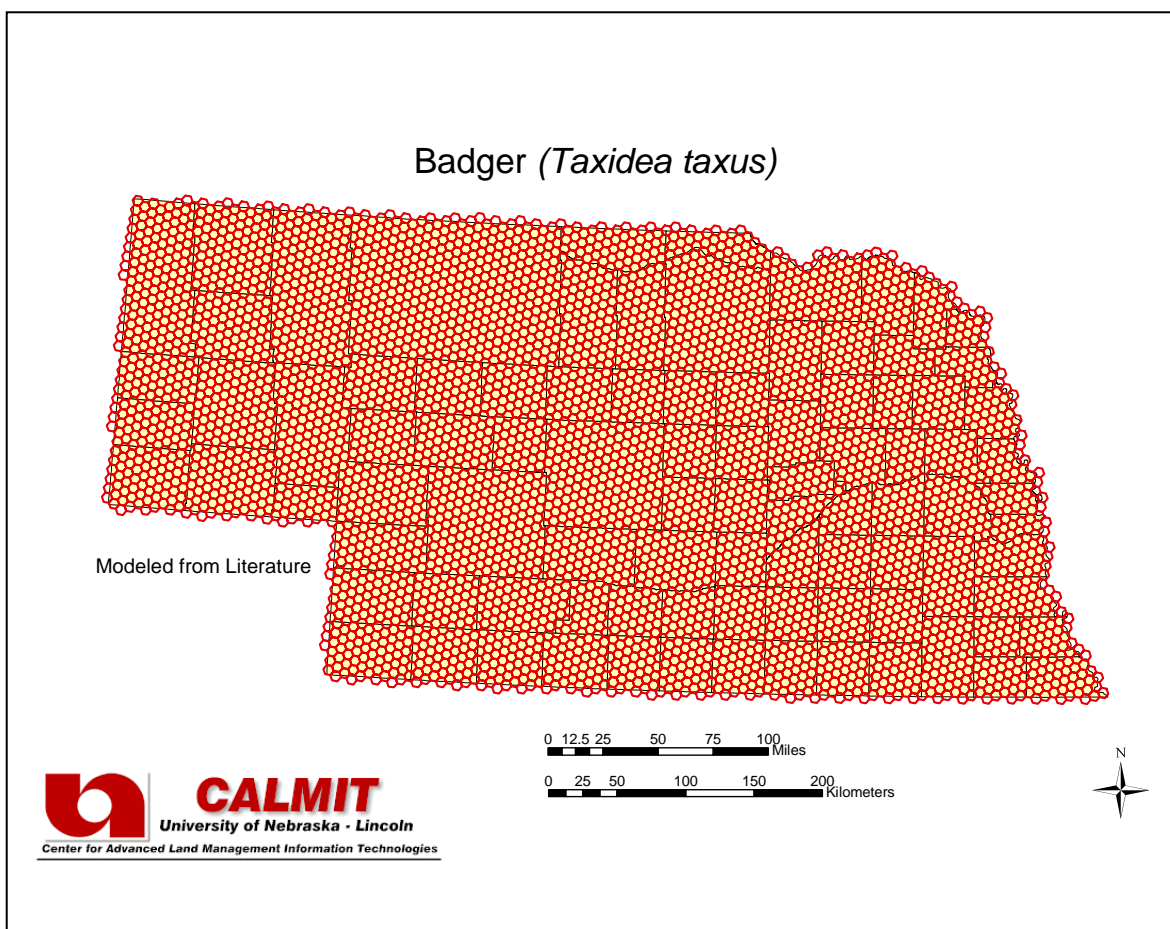 Badger (Taxidea taxus)
Modeled from Literature
0 12.5 25 50 75 100
Miles
0 25 50 100 150 200
Kilometers
N
CALMIT
University of Nebraska - Lincoln
Center for Advanced Land Management Information Technologies